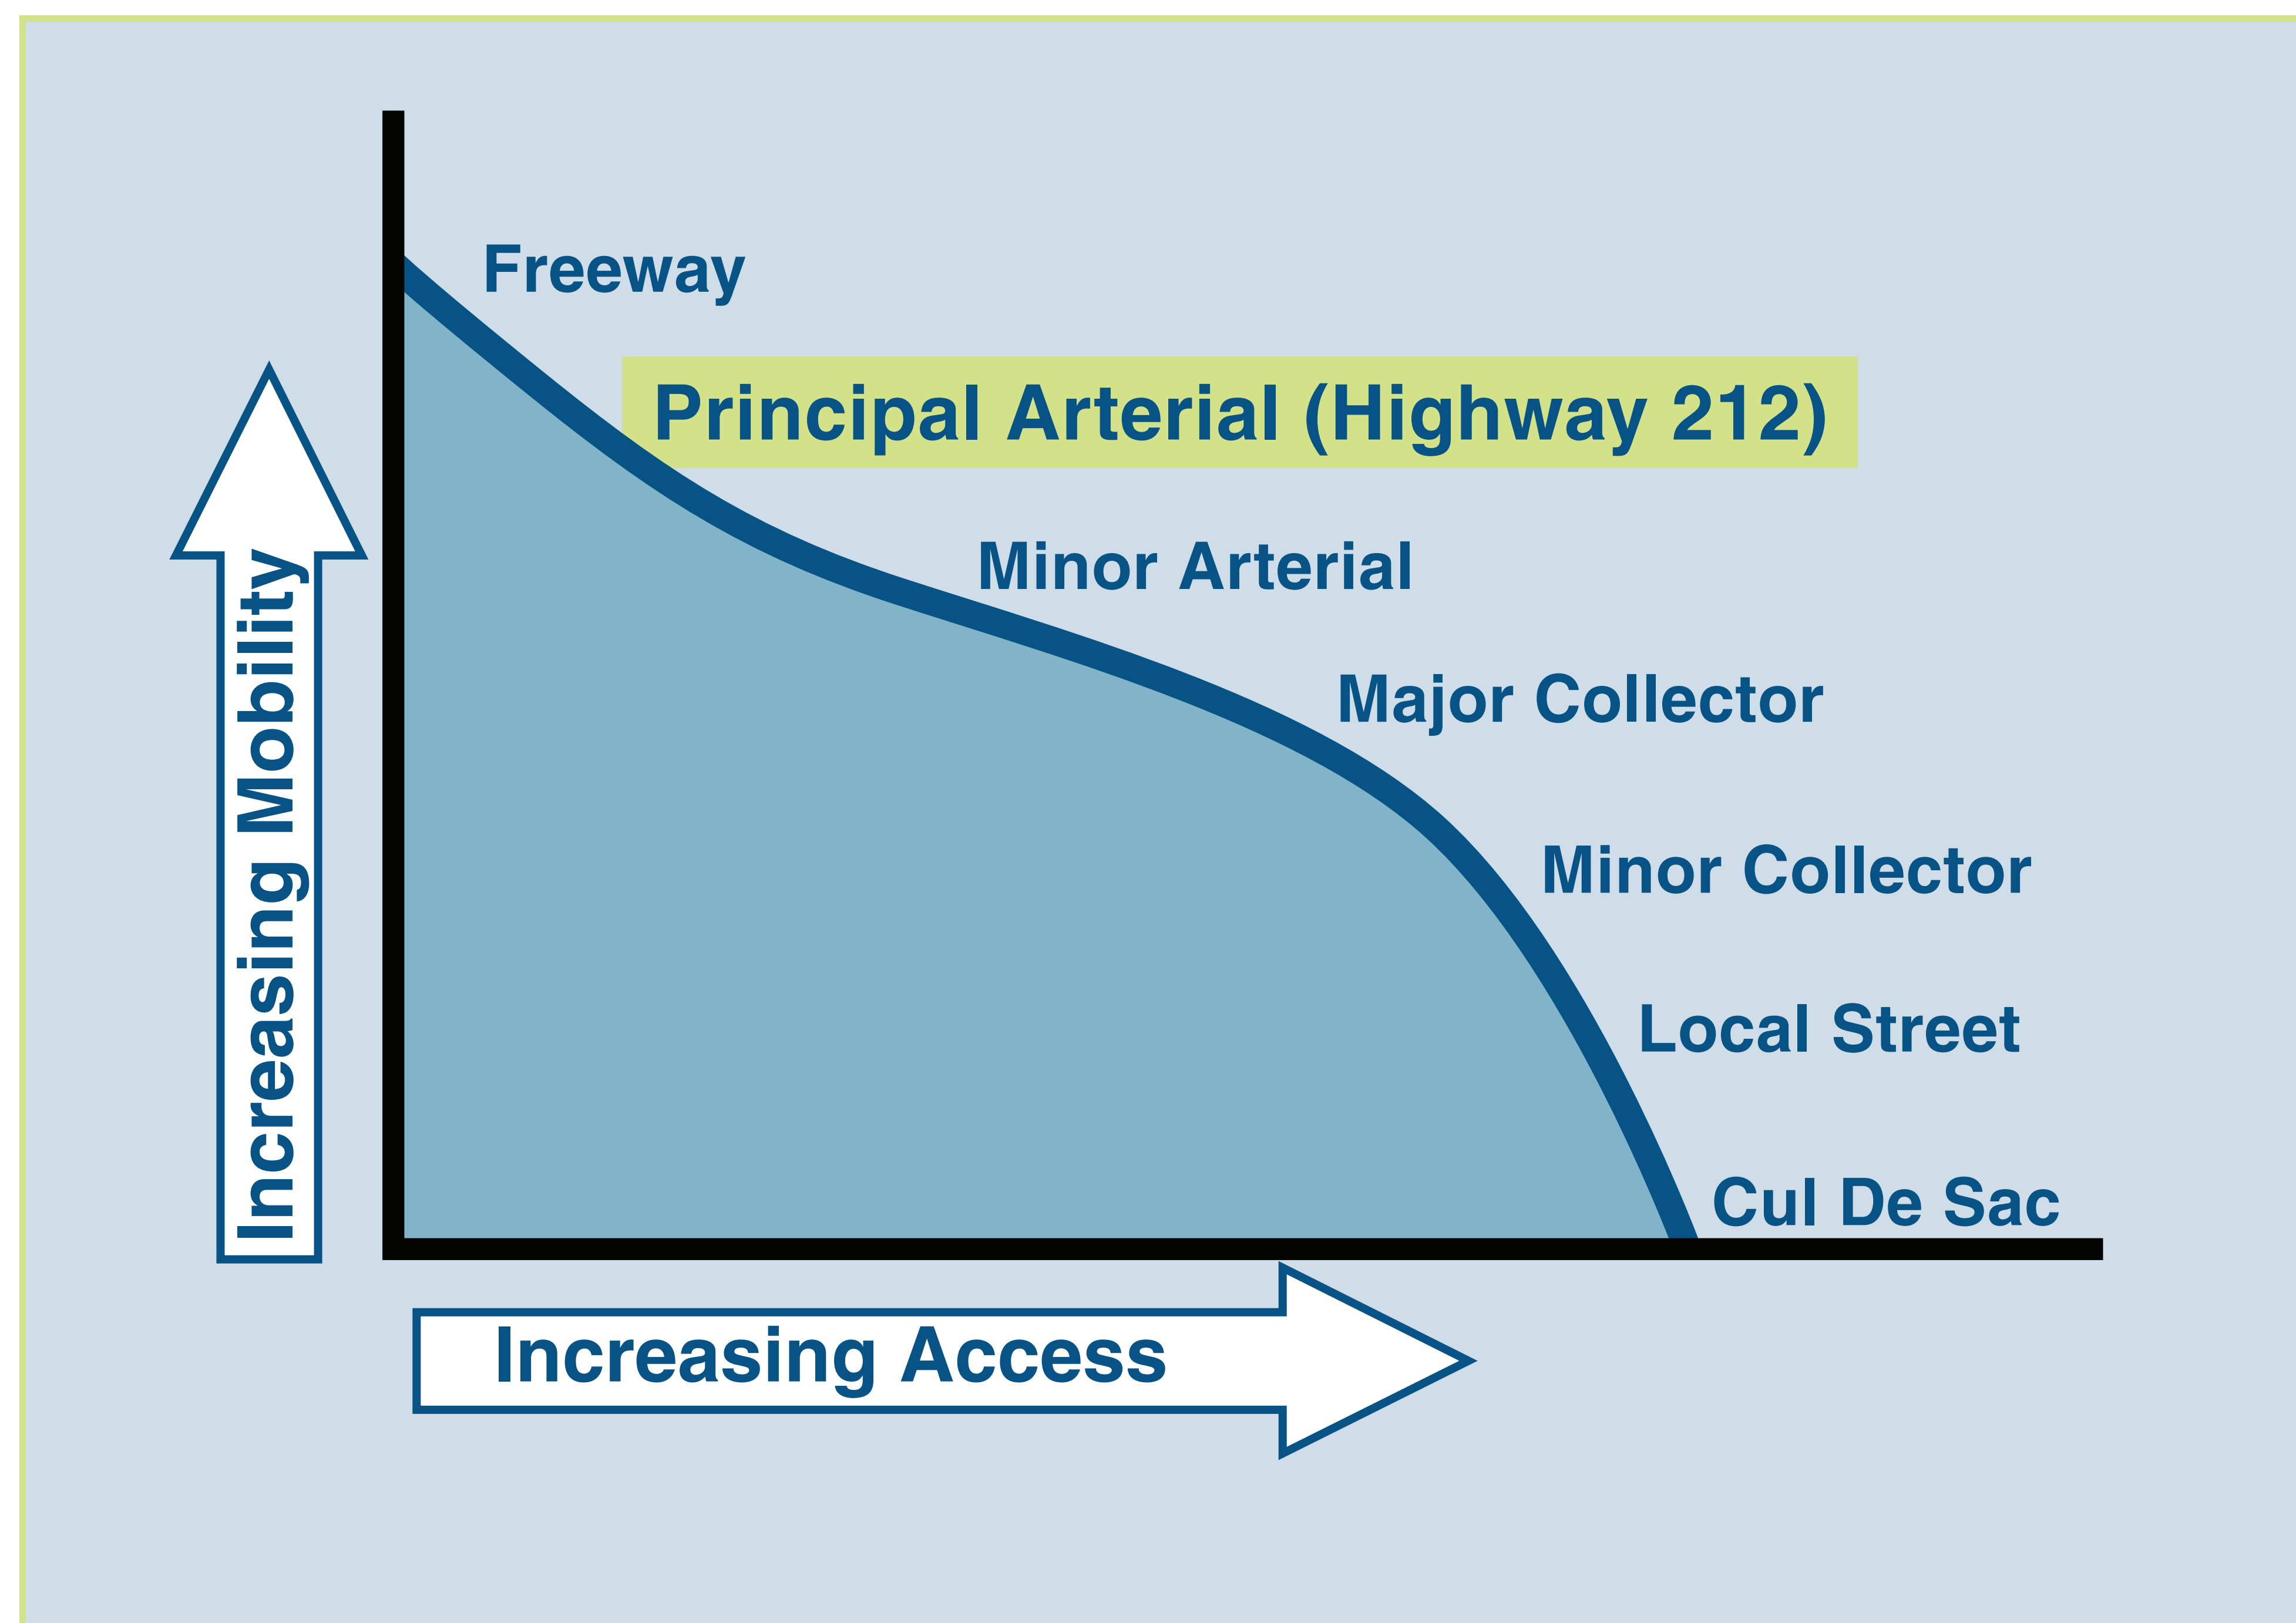 Freeway
Principal Arterial (Highway 212)
Minor Arterial
Major Collector
Minor Collector
Local Street
Cul De Sac
Increasing Mobility
Increasing Access